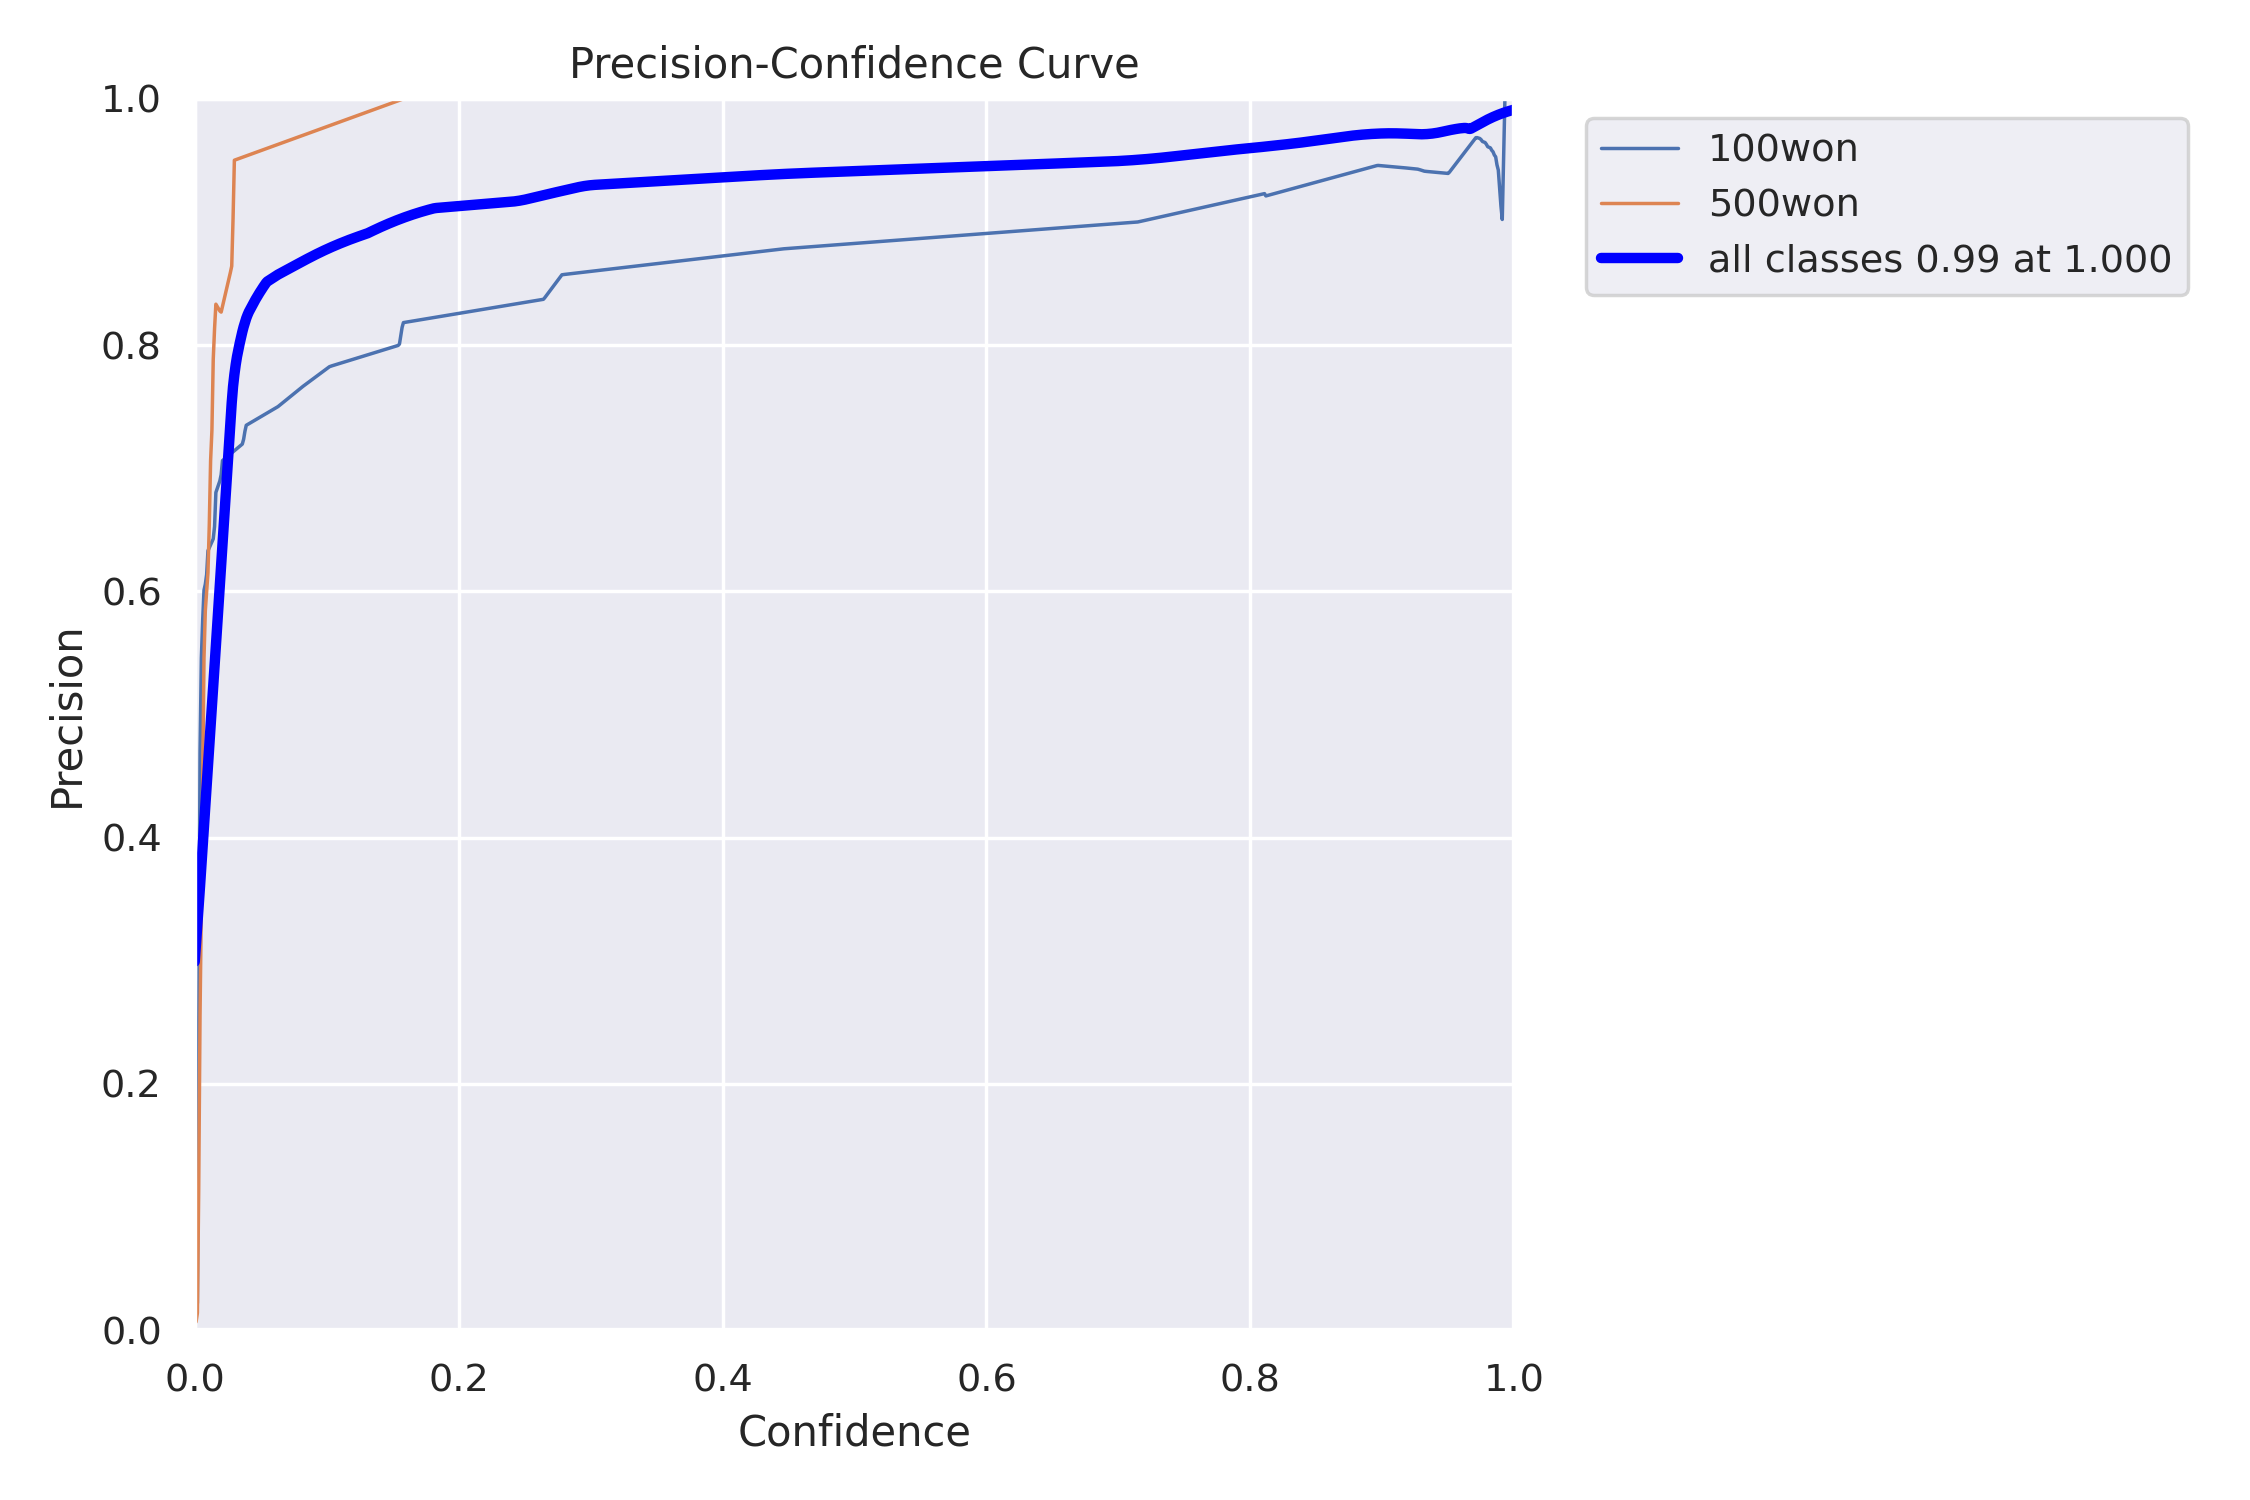 Precision-Confidence Curve
1.0
0.8
0.6
0.4
0.2
0.0
Precision
0.0 0.2 0.4 0.6 0.8 1.0
Confidence
100won
500won
all classes 0.99 at 1.000